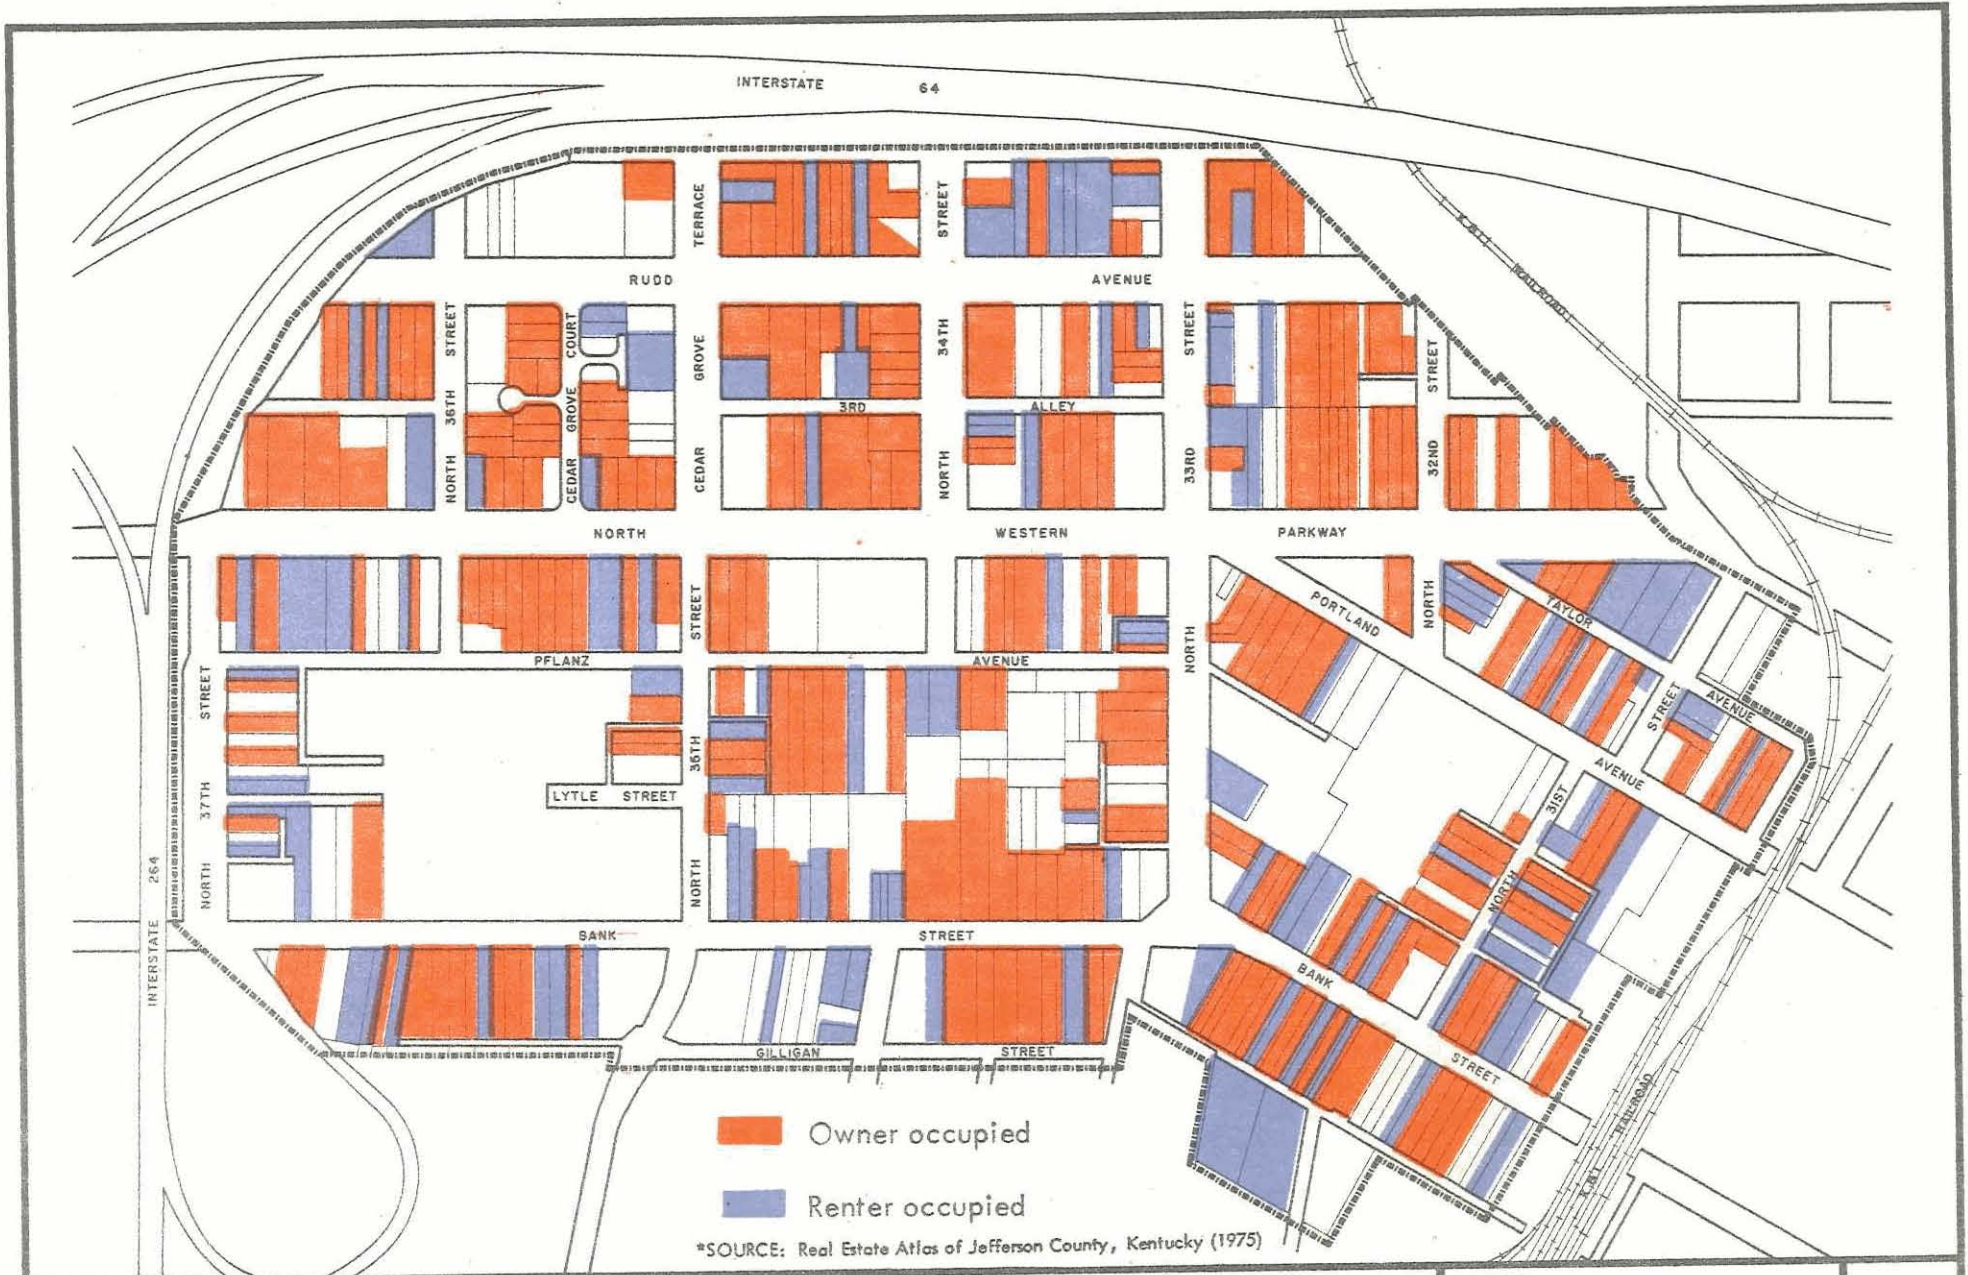 INTERSTATE 64
TERRACE
STREET
K.&I. RAILROAD
RUDD AVENUE
STREET
COURT
GROVE
34TH
STREET
STREET
36TH
GROVE
3RD ALLEY
NORTH
CEDAR
CEDAR
NORTH
33RD
32ND
NORTH WESTERN PARKWAY
STREET
NORTH
PORTLAND
NORTH
TAYLOR
PFLANZ AVENUE
STREET
STREET
AVENUE
35TH
AVENUE
37TH
LYTLE STREET
31ST
NORTH
NORTH
NORTH
INTERSTATE 264
BANK STREET
BANK
GILLIGAN STREET
STREET
K.&I. RAILROAD
Owner occupied
Renter occupied
*SOURCE: Real Estate Atlas of Jefferson County, Kentucky (1975)